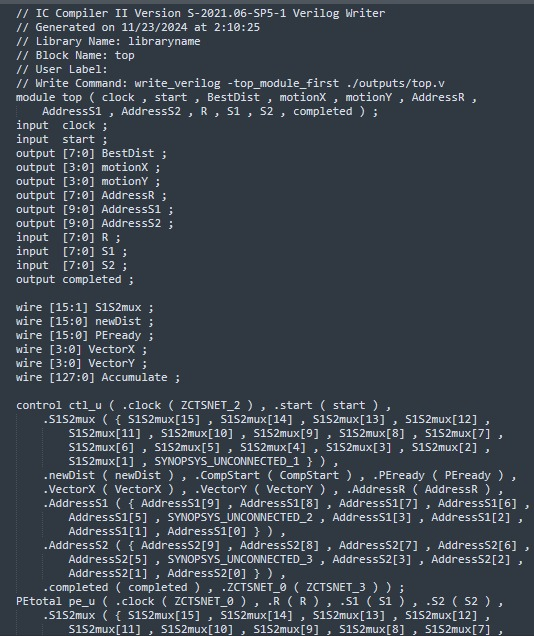 // IC Compiler II Version S-2021.06-SP5-1 Verilog Writer
// Generated on 11/23/2024 at 2:10:25
// Library Name: libraryname
// Block Name: top
// User Label:
// Write Command: write_verilog -top_module_first ./outputs/top.v
module top ( clock , start , BestDist , motionX , motionY , AddressR ,
    AddressS1 , AddressS2 , R , S1 , S2 , completed ) ;
input  clock ;
input  start ;
output [7:0] BestDist ;
output [3:0] motionX ;
output [3:0] motionY ;
output [7:0] AddressR ;
output [9:0] AddressS1 ;
output [9:0] AddressS2 ;
input  [7:0] R ;
input  [7:0] S1 ;
input  [7:0] S2 ;
output completed ;

wire [15:1] S1S2mux ;
wire [15:0] newDist ;
wire [15:0] PEready ;
wire [3:0] VectorX ;
wire [3:0] VectorY ;
wire [127:0] Accumulate ;

control ctl_u ( .clock ( ZCTSNET_2 ) , .start ( start ) ,
    .S1S2mux ( { S1S2mux[15] , S1S2mux[14] , S1S2mux[13] , S1S2mux[12] ,
        S1S2mux[11] , S1S2mux[10] , S1S2mux[9] , S1S2mux[8] , S1S2mux[7] ,
        S1S2mux[6] , S1S2mux[5] , S1S2mux[4] , S1S2mux[3] , S1S2mux[2] ,
        S1S2mux[1] , SYNOPSYS_UNCONNECTED_1 } ) ,
    .newDist ( newDist ) , .CompStart ( CompStart ) , .PEready ( PEready ) ,
    .VectorX ( VectorX ) , .VectorY ( VectorY ) , .AddressR ( AddressR ) ,
    .AddressS1 ( { AddressS1[9] , AddressS1[8] , AddressS1[7] , AddressS1[6] ,
        AddressS1[5] , SYNOPSYS_UNCONNECTED_2 , AddressS1[3] , AddressS1[2] ,
        AddressS1[1] , AddressS1[0] } ) ,
    .AddressS2 ( { AddressS2[9] , AddressS2[8] , AddressS2[7] , AddressS2[6] ,
        AddressS2[5] , SYNOPSYS_UNCONNECTED_3 , AddressS2[3] , AddressS2[2] ,
        AddressS2[1] , AddressS2[0] } ) ,
    .completed ( completed ) , .ZCTSNET_0 ( ZCTSNET_3 ) ) ;
PEtotal pe_u ( .clock ( ZCTSNET_0 ) , .R ( R ) , .S1 ( S1 ) , .S2 ( S2 ) ,
    .S1S2mux ( { S1S2mux[15] , S1S2mux[14] , S1S2mux[13] , S1S2mux[12] ,
        S1S2mux[11] , S1S2mux[10] , S1S2mux[9] , S1S2mux[8] , S1S2mux[7] ,